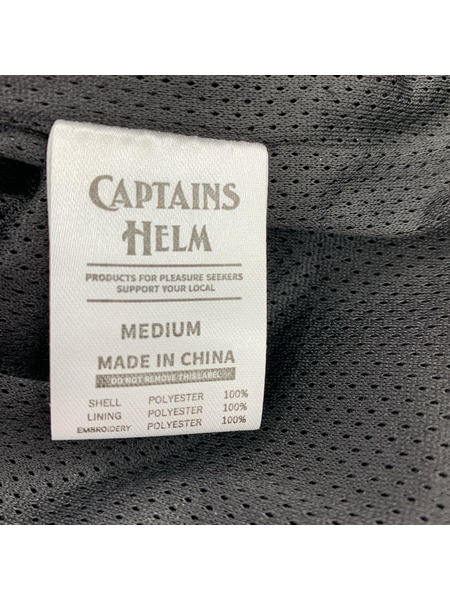 CAPTAINS
HELM
PRODUCTS FOR PLEASURE SEEKERS
SUPPORT YOUR LOCAL
MEDIUM
MADE IN CHINA
DO NOT REMOVE THIS LABEL
SHELL POLYESTER 100%
LINING POLYESTER 100%
EMBROIDERY POLYESTER 100%